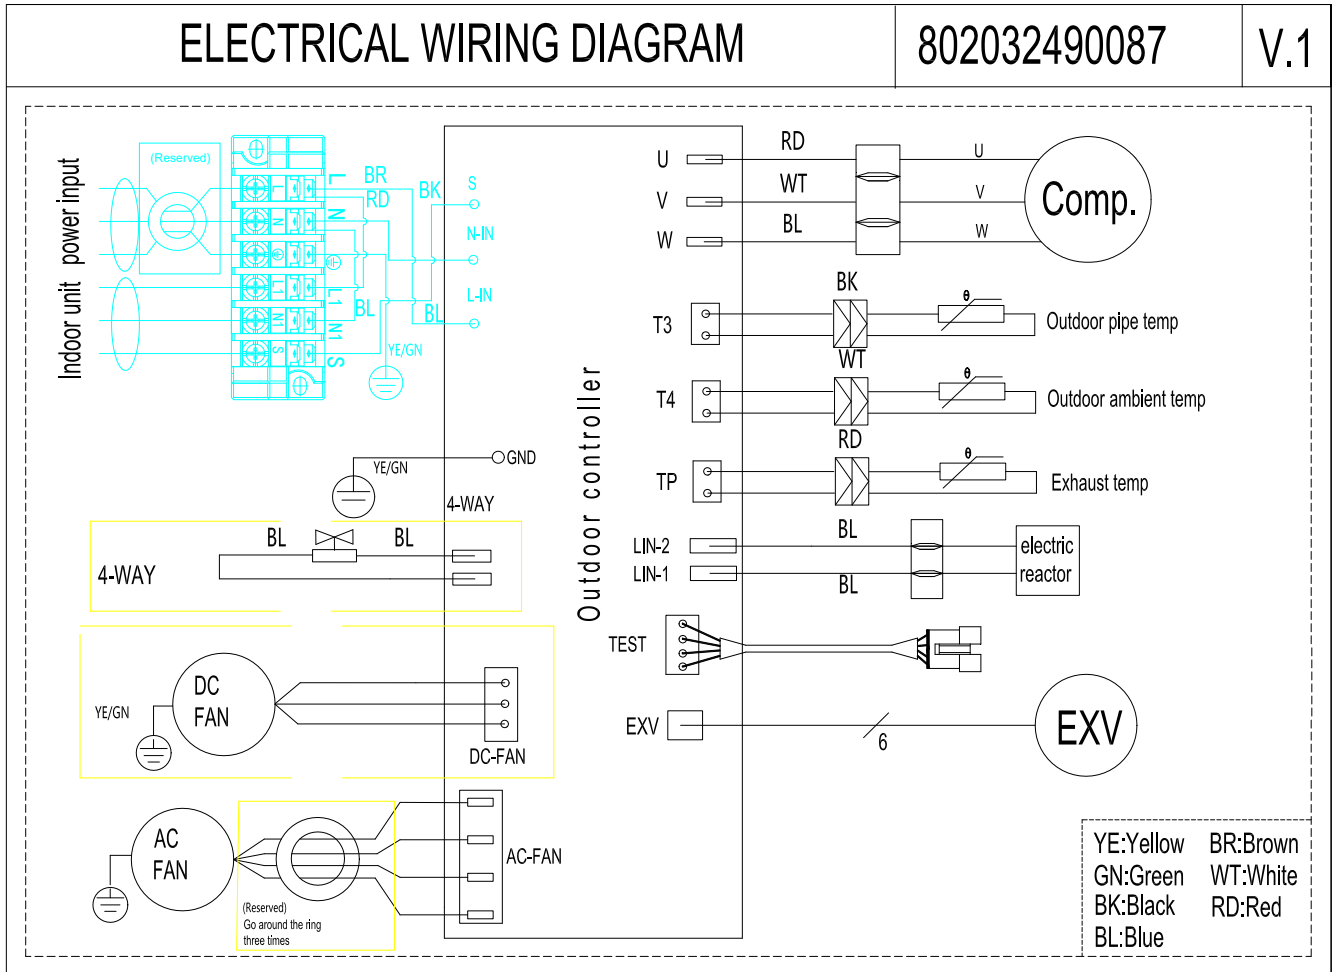 ELECTRICAL WIRING DIAGRAM 802032490087 V.1
Indoor unit power input
(Reserved)
L
N
L1
N1
S
L
N
L1
N1
S
BR
RD
BK
BL
BL
YE/GN
S
N-IN
L-IN
YE/GN
GND
4-WAY
4-WAY
BL
BL
DC
FAN
YE/GN
DC-FAN
AC
FAN
(Reserved)
Go around the ring
three times
AC-FAN
Outdoor controller
U RD U
V WT V
W BL W
Comp.
T3 BK θ Outdoor pipe temp
T4 WT θ Outdoor ambient temp
TP RD θ Exhaust temp
LIN-2 BL
LIN-1 BL
electric
reactor
TEST
EXV 6 EXV
YE:Yellow BR:Brown
GN:Green WT:White
BK:Black RD:Red
BL:Blue